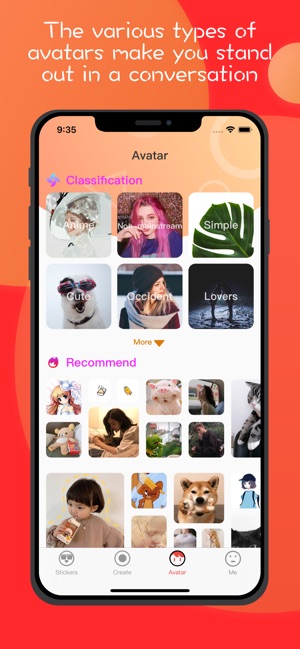 The various types of
avatars make you stand
out in a conversation
9:35
Avatar
Classification
Anime
Non-mainstream
Simple
Cute
Occident
Lovers
More
Recommend
Stickers
Create
Avatar
Me